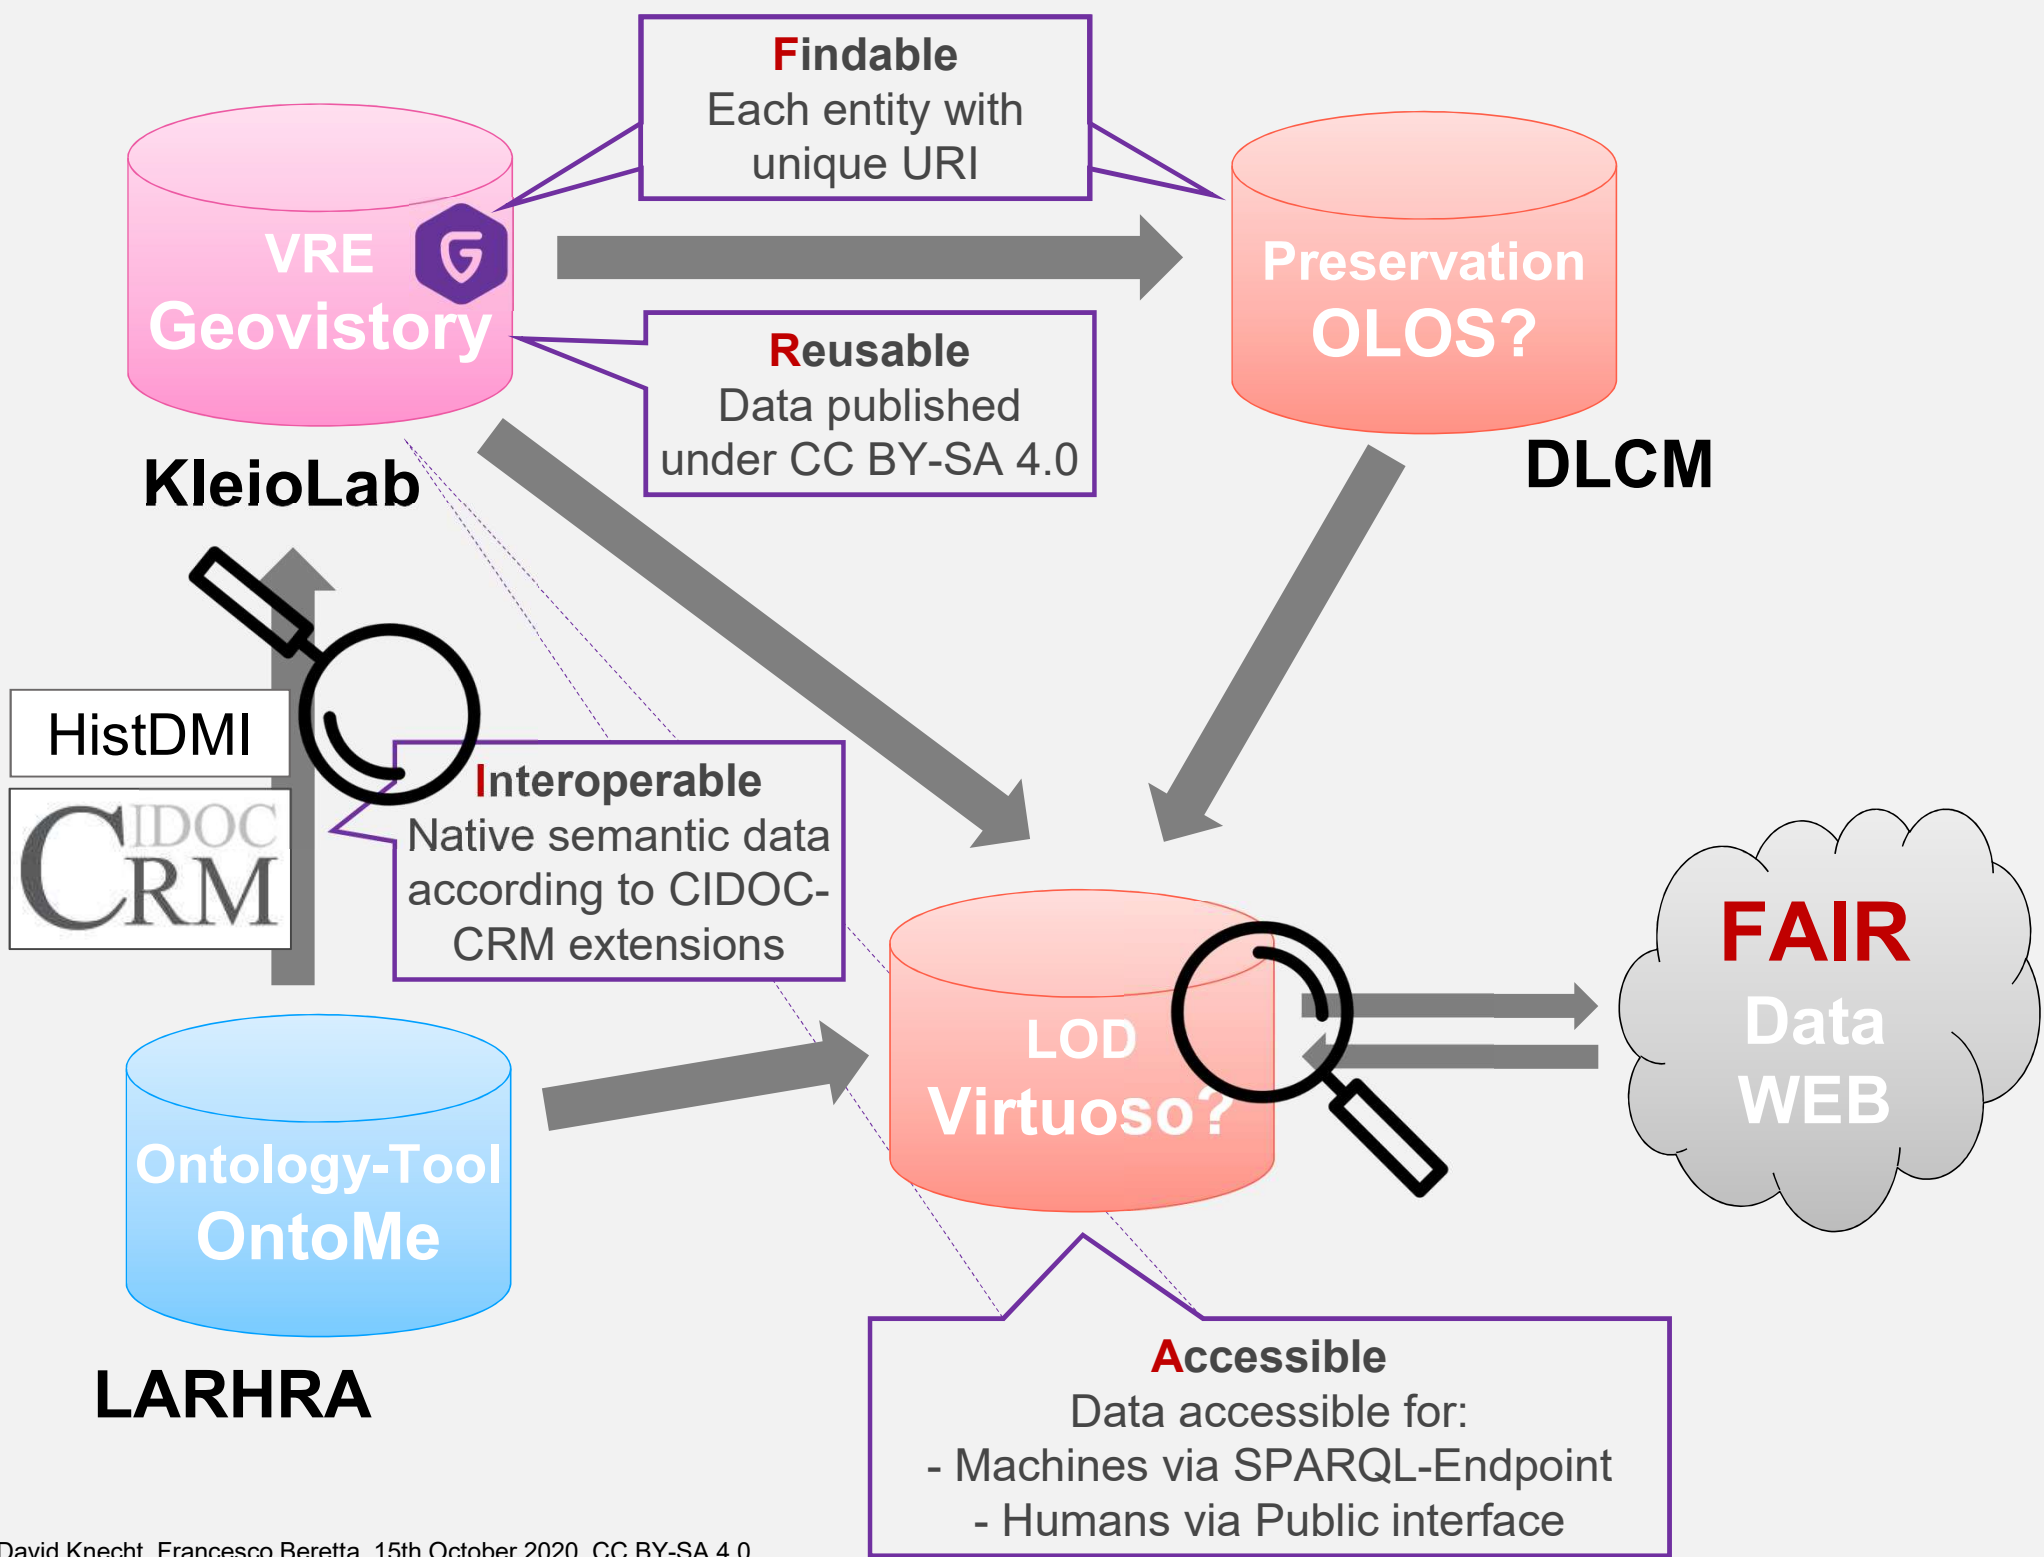 Findable
Each entity with
unique URI
VRE
Geovistory
G
Preservation
OLOS?
Reusable
Data published
under CC BY-SA 4.0
KleioLab
DLCM
HistDMI
CIDOC
CRM
Interoperable
Native semantic data
according to CIDOC-
CRM extensions
FAIR
Data
WEB
LOD
Virtuoso?
Ontology-Tool
OntoMe
LARHRA
Accessible
Data accessible for:
- Machines via SPARQL-Endpoint
- Humans via Public interface
David Knecht, Francesco Beretta, 15th October 2020, CC BY-SA 4.0